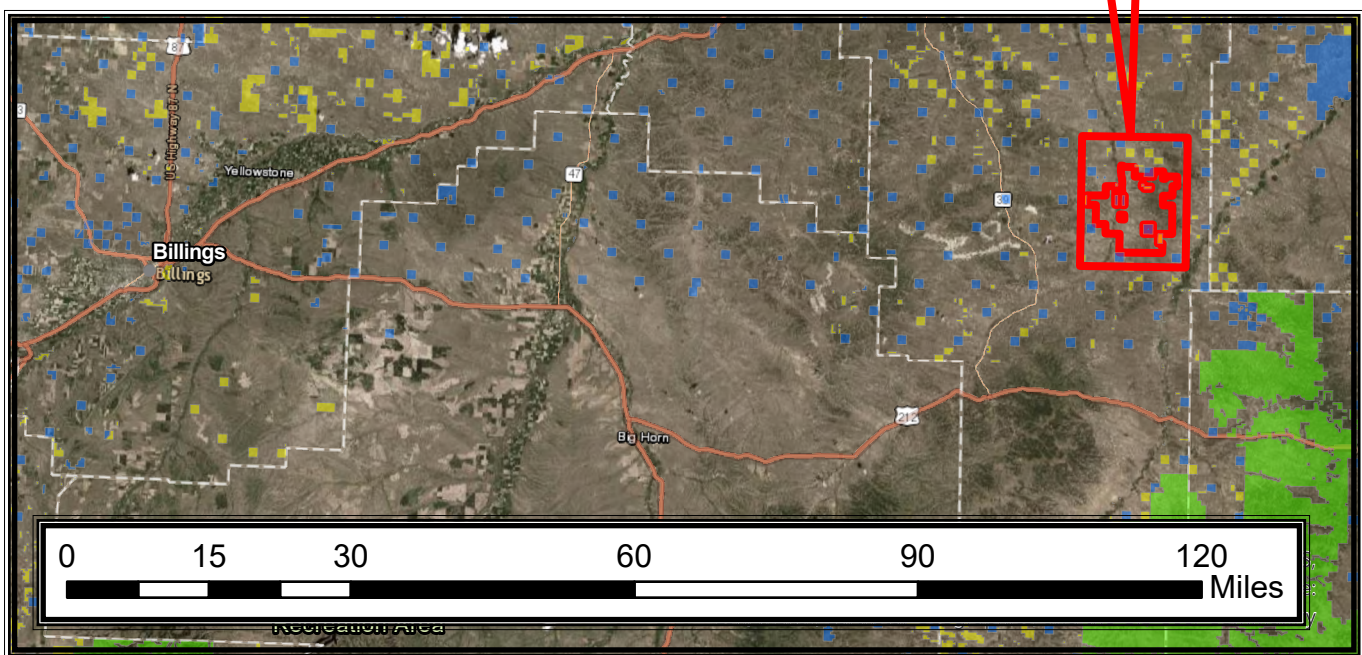 87
3
US Highway 87 N
Yellowstone
47
39
Billings
Billings
212
Big Horn
0 15 30 60 90 120
Miles
Recreation Area